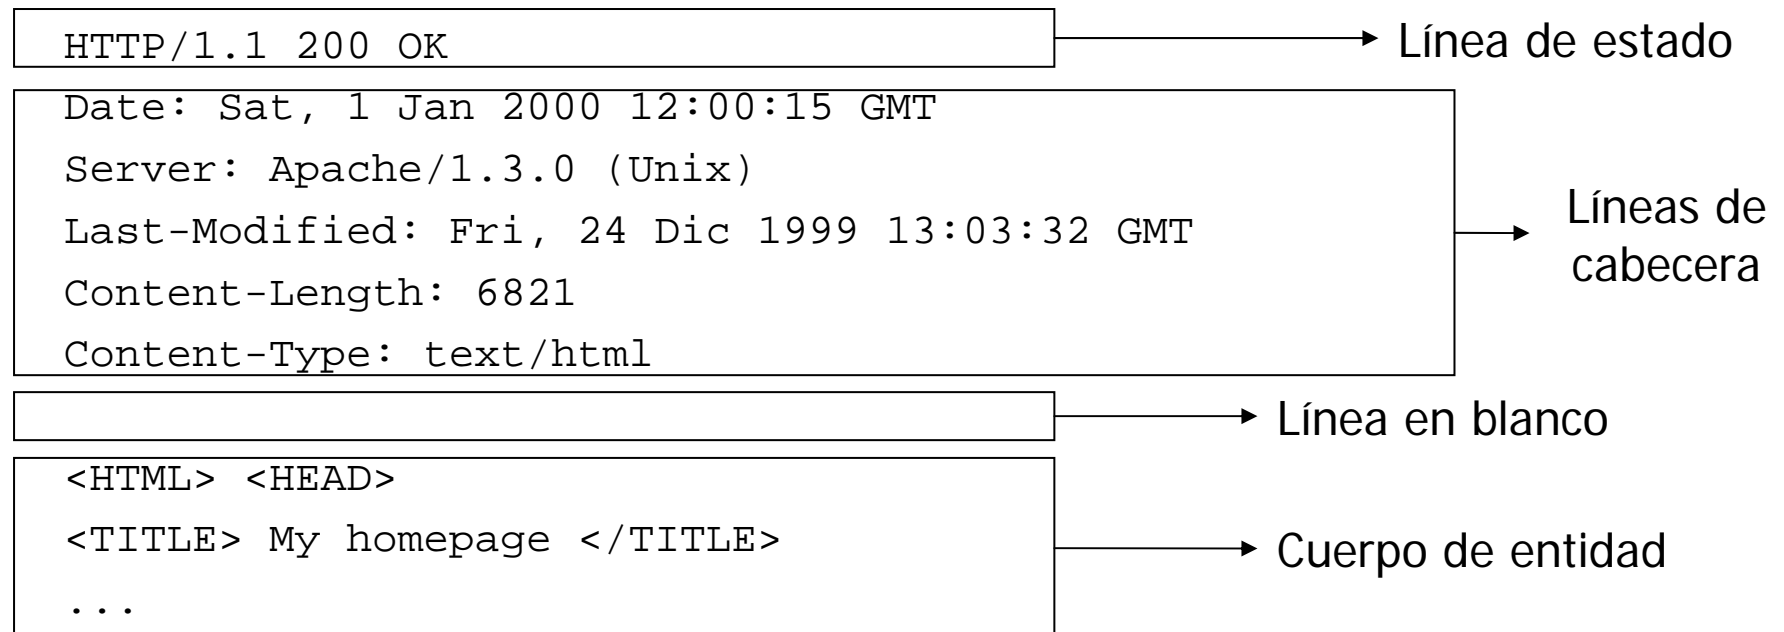 HTTP/1.1 200 OK
Línea de estado
Date: Sat, 1 Jan 2000 12:00:15 GMT
Server: Apache/1.3.0 (Unix)
Last-Modified: Fri, 24 Dic 1999 13:03:32 GMT
Content-Length: 6821
Content-Type: text/html
Líneas de
cabecera
Línea en blanco
<HTML> <HEAD>
<TITLE> My homepage </TITLE>
...
Cuerpo de entidad